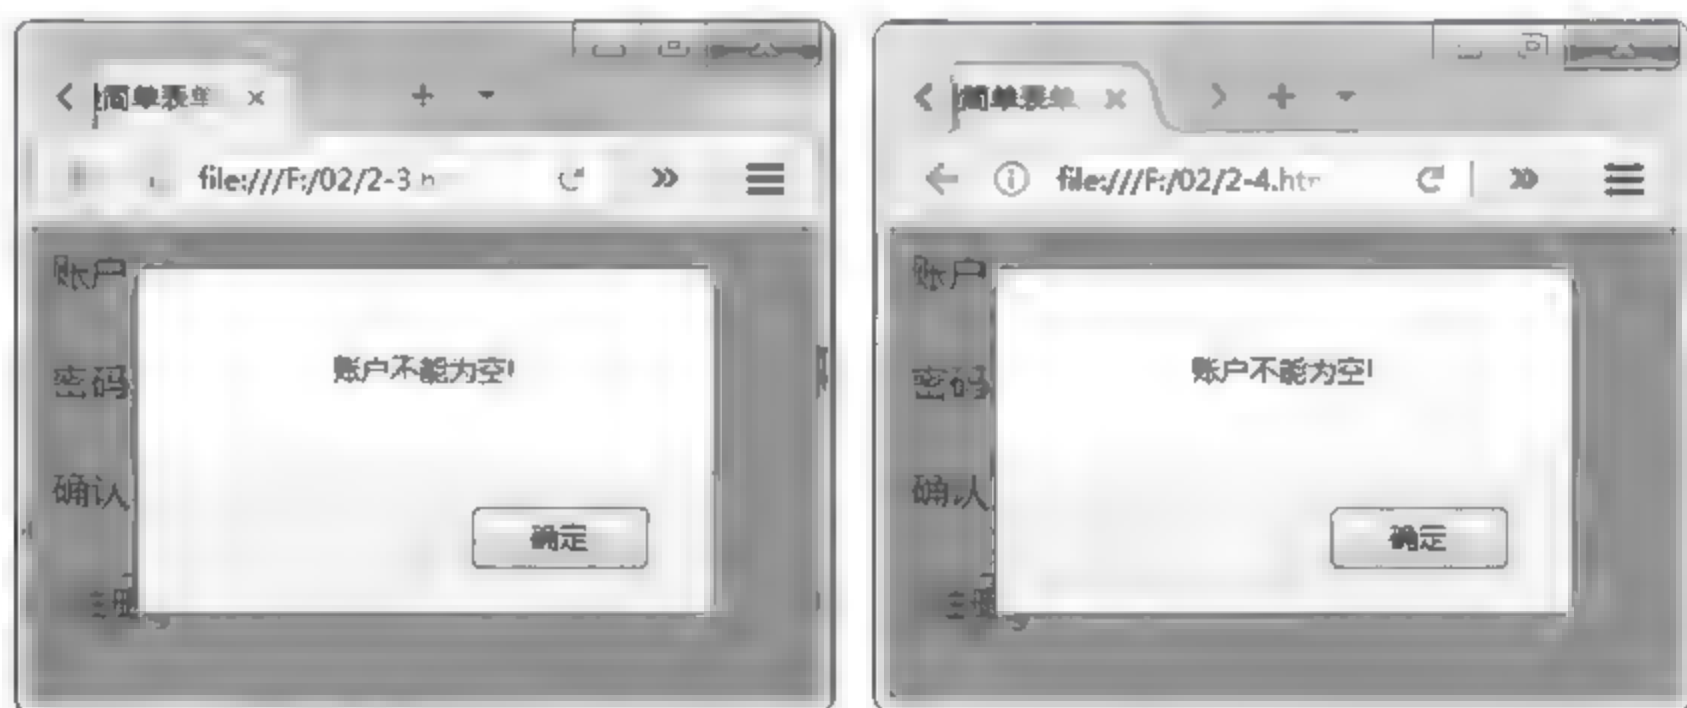 简单表单
file:///F:/02/2-3
账户
账户不能为空!
密码
确认
确定
简单表单
file:///F:/02/2-4.htm
账户
账户不能为空!
密码
确认
确定